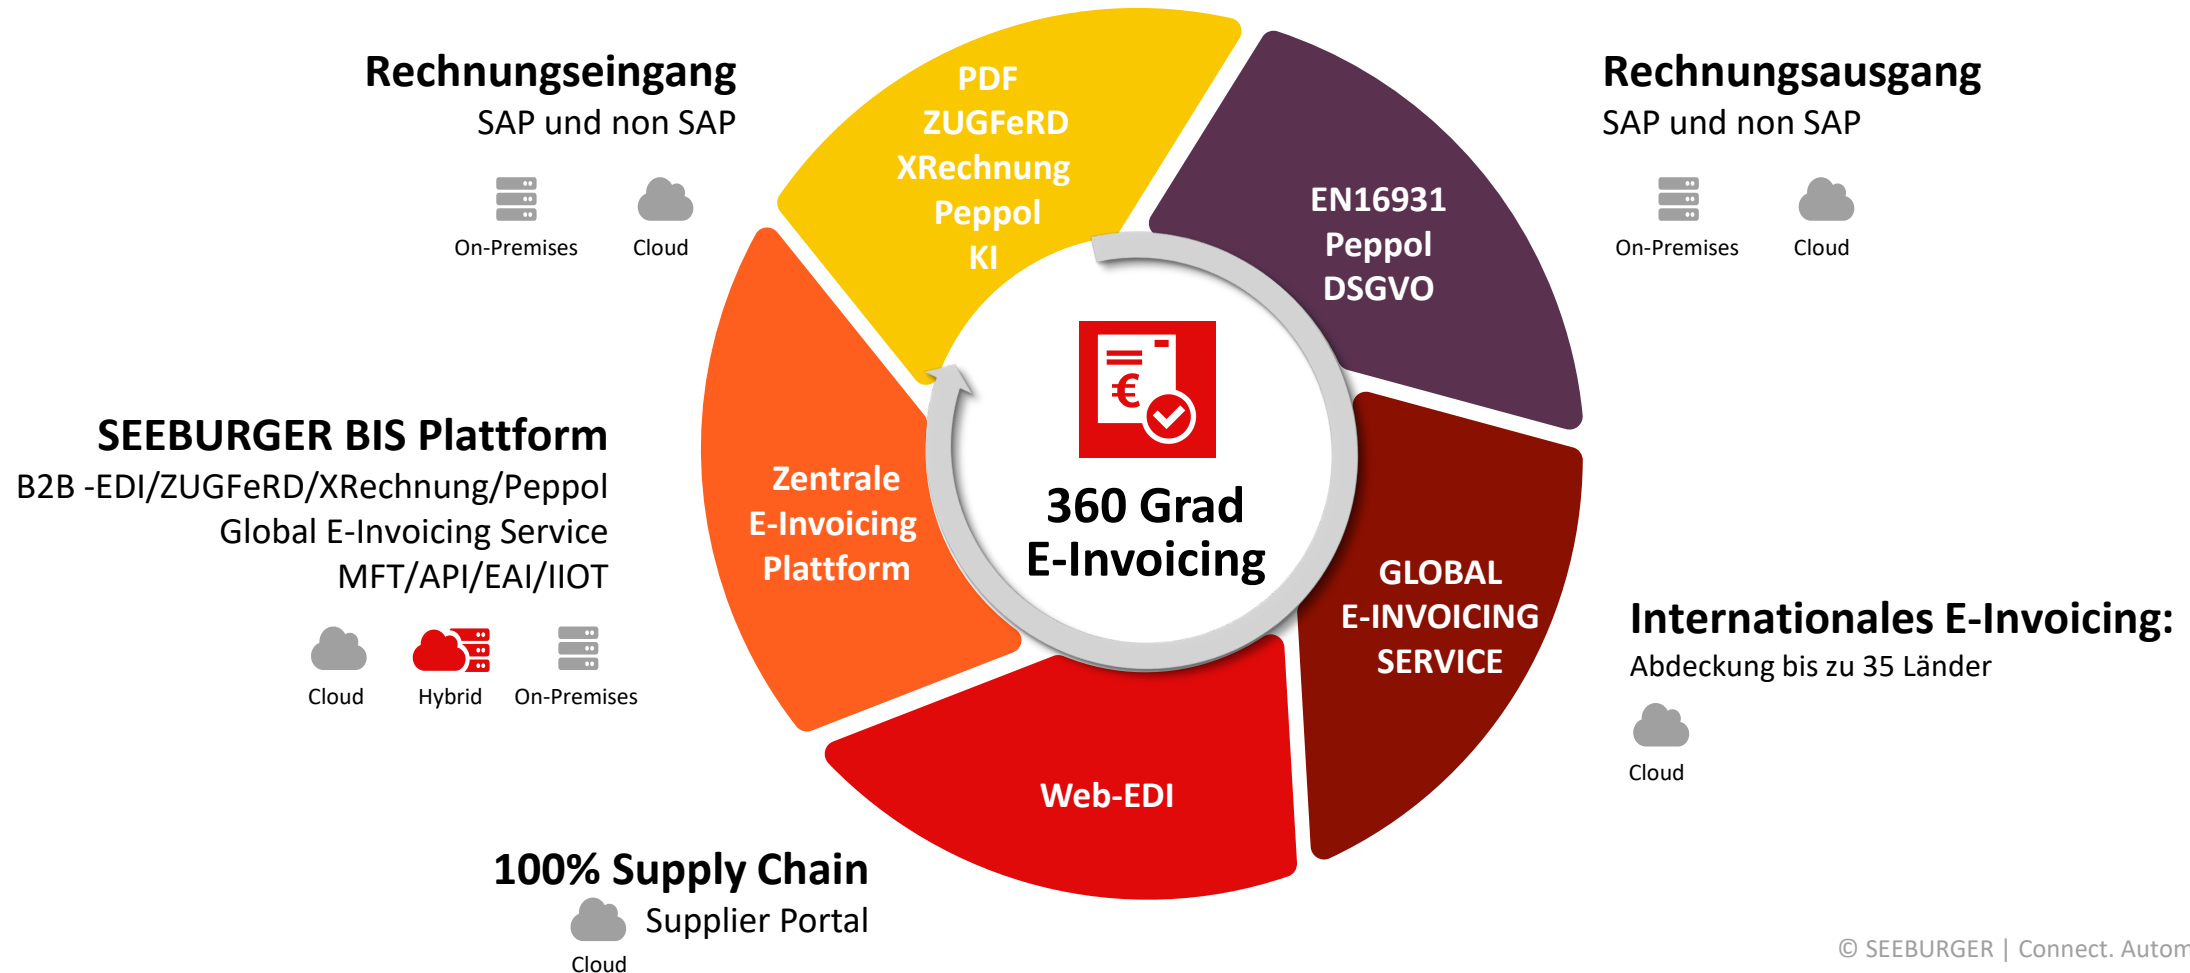 Rechnungseingang
SAP und non SAP
On-Premises
Cloud
PDF
ZUGFeRD
XRechnung
Peppol
KI
EN16931
Peppol
DSGVO
Rechnungsausgang
SAP und non SAP
On-Premises
Cloud
SEEBURGER BIS Plattform
B2B -EDI/ZUGFeRD/XRechnung/Peppol
Global E-Invoicing Service
MFT/API/EAI/IIOT
Cloud
Hybrid
On-Premises
Zentrale
E-Invoicing
Plattform
€
360 Grad
E-Invoicing
GLOBAL
E-INVOICING
SERVICE
Internationales E-Invoicing:
Abdeckung bis zu 35 Länder
Cloud
Web-EDI
100% Supply Chain
Supplier Portal
Cloud
© SEEBURGER | Connect. Autom